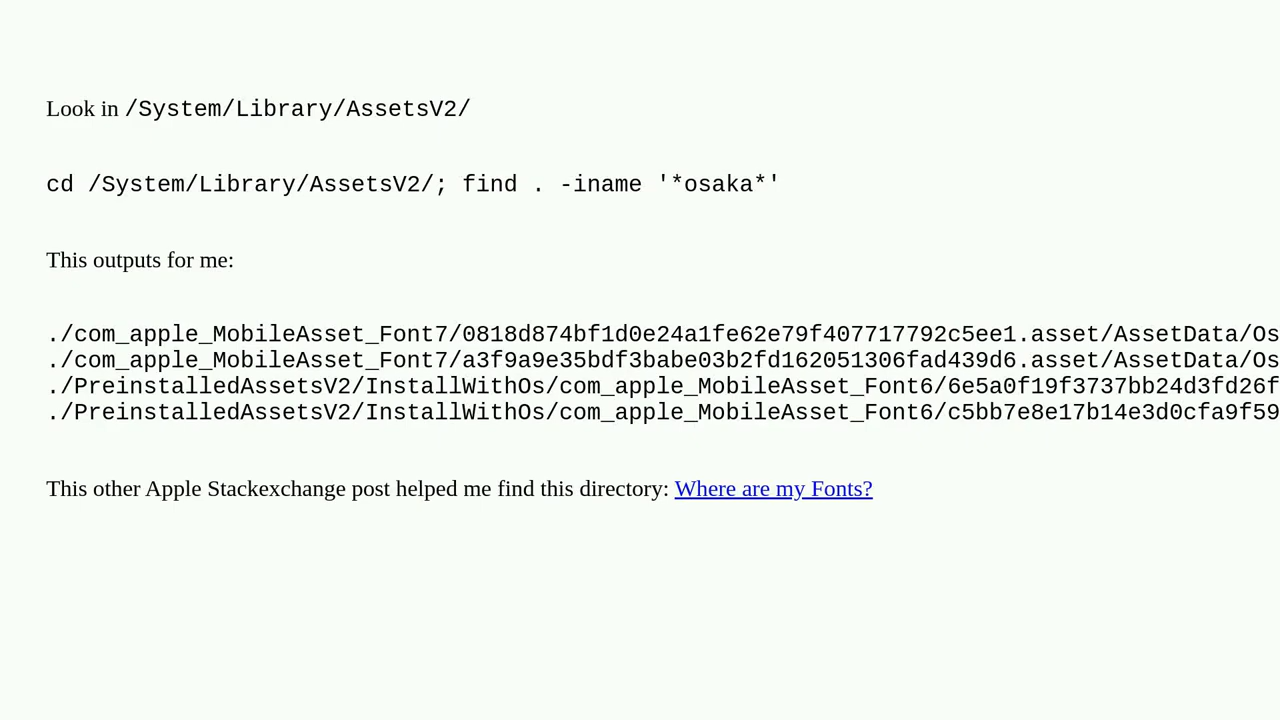 Look in /System/Library/AssetsV2/
cd /System/Library/AssetsV2/; find . -iname '*osaka*'
This outputs for me:
./com_apple_MobileAsset_Font7/0818d874bf1d0e24a1fe62e79f407717792c5ee1.asset/AssetData/Os
./com_apple_MobileAsset_Font7/a3f9a9e35bdf3babe03b2fd162051306fad439d6.asset/AssetData/Os
./PreinstalledAssetsV2/InstallWithOs/com_apple_MobileAsset_Font6/6e5a0f19f3737bb24d3fd26f
./PreinstalledAssetsV2/InstallWithOs/com_apple_MobileAsset_Font6/c5bb7e8e17b14e3d0cfa9f59
This other Apple Stackexchange post helped me find this directory: Where are my Fonts?